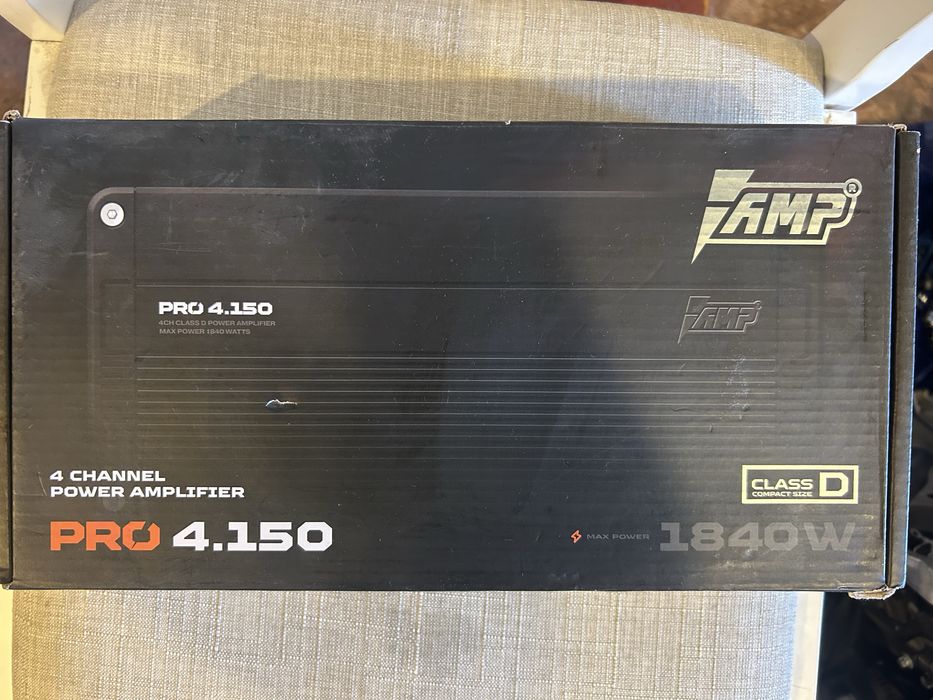 AMP®
PRO 4.150
4CH CLASS D POWER AMPLIFIER
MAX POWER 1840 WATTS
AMP®
4 CHANNEL
POWER AMPLIFIER
CLASS D
COMPACT SIZE
PRO 4.150
MAX POWER 1840W